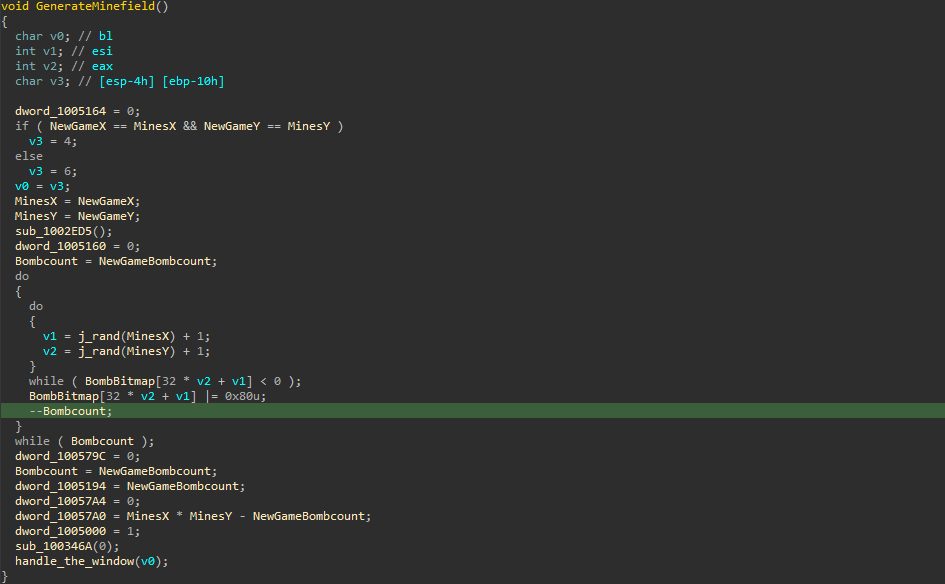 void GenerateMinefield()
{
  char v0; // bl
  int v1; // esi
  int v2; // eax
  char v3; // [esp-4h] [ebp-10h]

  dword_1005164 = 0;
  if ( NewGameX == MinesX && NewGameY == MinesY )
    v3 = 4;
  else
    v3 = 6;
  v0 = v3;
  MinesX = NewGameX;
  MinesY = NewGameY;
  sub_1002ED5();
  dword_1005160 = 0;
  Bombcount = NewGameBombcount;
  do
  {
    do
    {
      v1 = j_rand(MinesX) + 1;
      v2 = j_rand(MinesY) + 1;
    }
    while ( BombBitmap[32 * v2 + v1] < 0 );
    BombBitmap[32 * v2 + v1] |= 0x80u;
    --Bombcount;
  }
  while ( Bombcount );
  dword_100579C = 0;
  Bombcount = NewGameBombcount;
  dword_1005194 = NewGameBombcount;
  dword_10057A4 = 0;
  dword_10057A0 = MinesX * MinesY - NewGameBombcount;
  dword_1005000 = 1;
  sub_100346A(0);
  handle_the_window(v0);
}